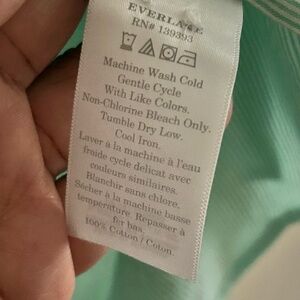 EVERLANE
RN# 139393
Machine Wash Cold
Gentle Cycle
With Like Colors.
Non-Chlorine Bleach Only.
Tumble Dry Low.
Cool Iron.
Laver à la machine à l'eau
froide cycle delicat avec
couleurs similaires.
Blanchir sans chlore.
Sécher à la machine basse
temperature Repasser à
fer bas.
100% Cotton / Coton